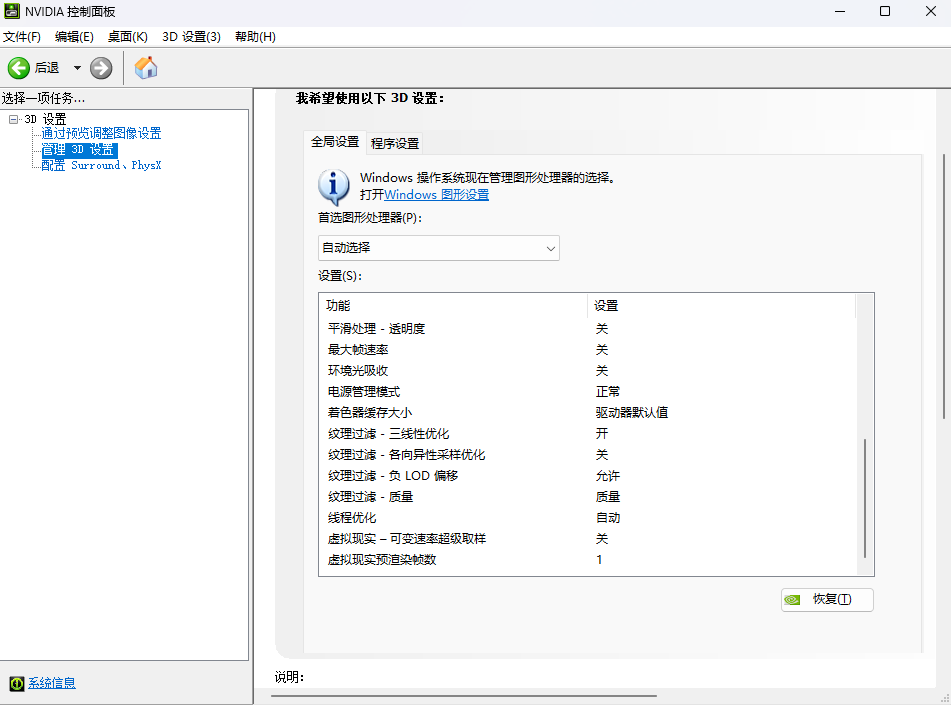 NVIDIA 控制面板
文件(F) 编辑(E) 桌面(K) 3D 设置(3) 帮助(H)
后退
选择一项任务...
3D 设置
通过预览调整图像设置
管理 3D 设置
配置 Surround、PhysX
系统信息
我希望使用以下 3D 设置：
全局设置 程序设置
Windows 操作系统现在管理图形处理器的选择。
打开Windows 图形设置
首选图形处理器(P)：
自动选择
设置(S)：
功能 设置
平滑处理 - 透明度 关
最大帧速率 关
环境光吸收 关
电源管理模式 正常
着色器缓存大小 驱动器默认值
纹理过滤 - 三线性优化 开
纹理过滤 - 各向异性采样优化 关
纹理过滤 - 负 LOD 偏移 允许
纹理过滤 - 质量 质量
线程优化 自动
虚拟现实 – 可变速率超级取样 关
虚拟现实预渲染帧数 1
恢复(T)
说明：